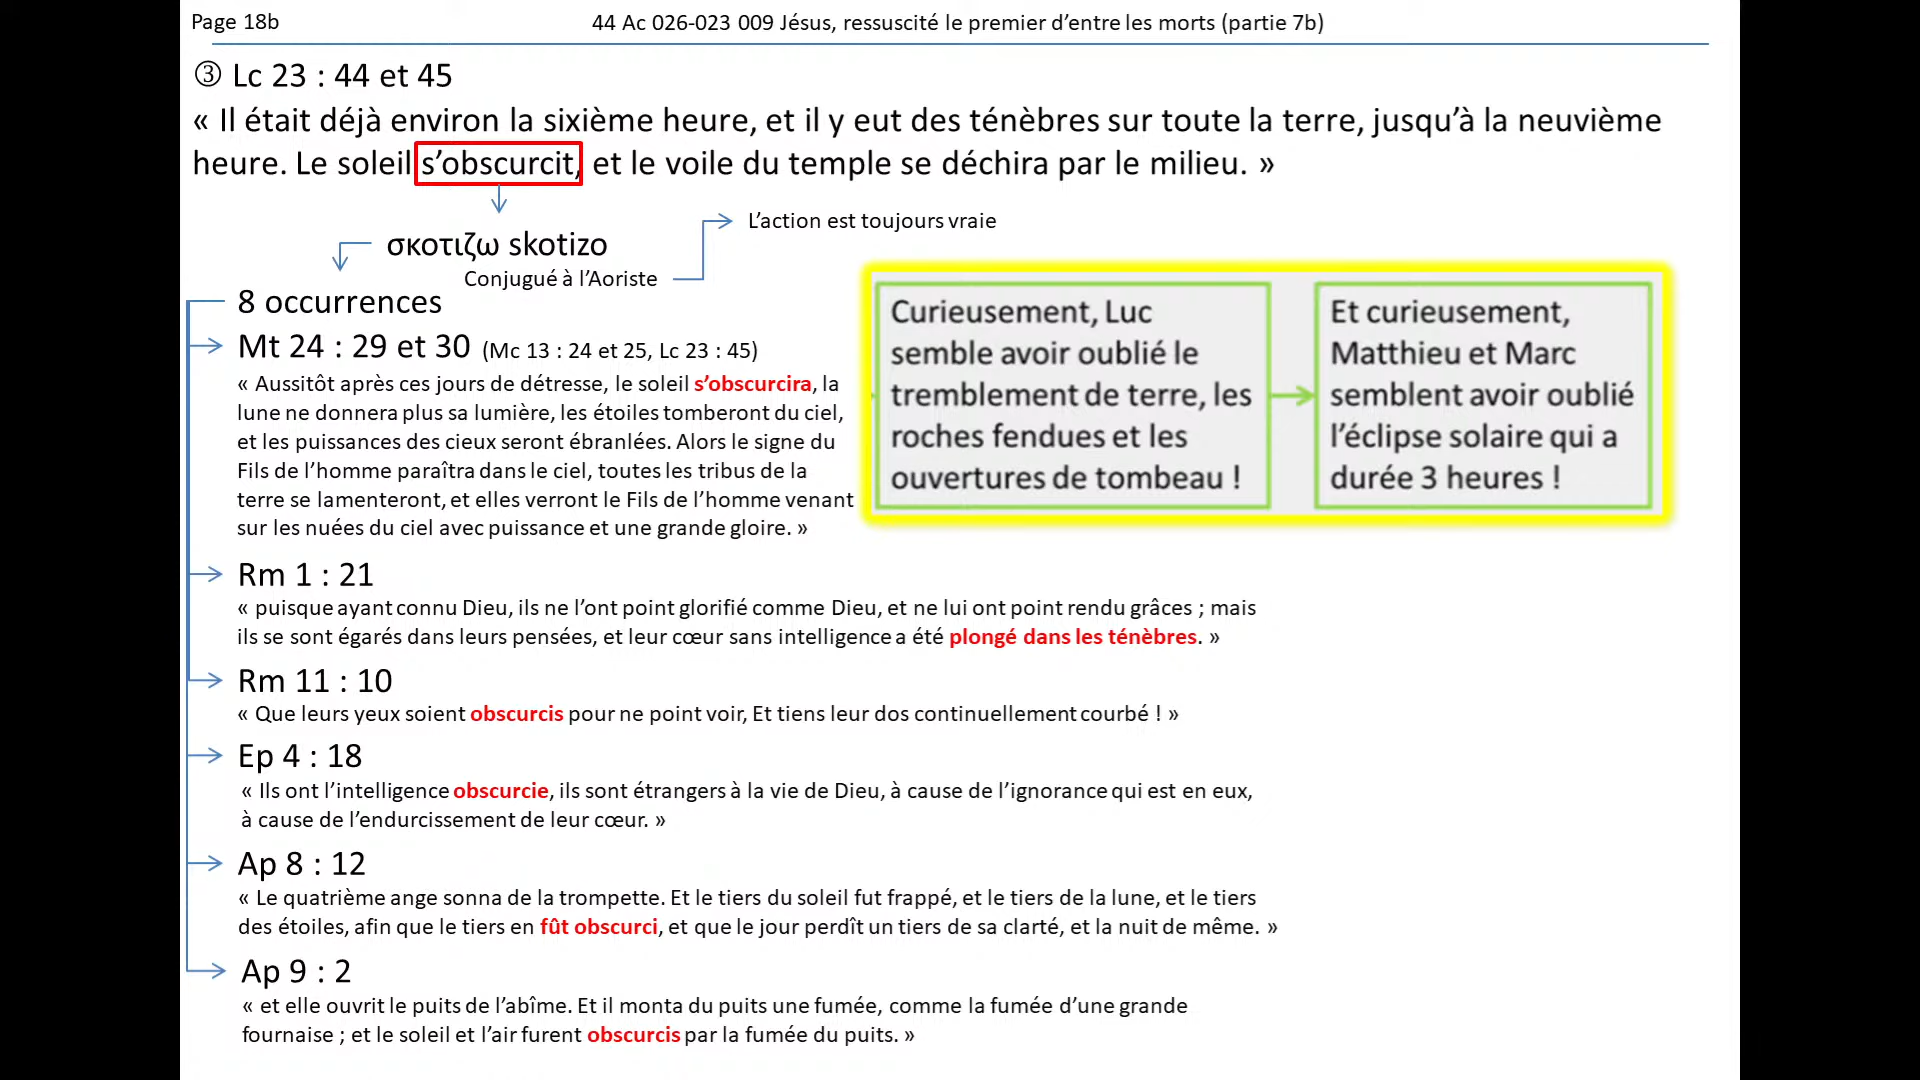 Page 18b
44 Ac 026-023 009 Jésus, ressuscité le premier d’entre les morts (partie 7b)
③ Lc 23 : 44 et 45
« Il était déjà environ la sixième heure, et il y eut des ténèbres sur toute la terre, jusqu’à la neuvième
heure. Le soleil s’obscurcit, et le voile du temple se déchira par le milieu. »
L’action est toujours vraie
σκοτιζω skotizo
Conjugué à l’Aoriste
8 occurrences
Mt 24 : 29 et 30 (Mc 13 : 24 et 25, Lc 23 : 45)
« Aussitôt après ces jours de détresse, le soleil s’obscurcira, la
lune ne donnera plus sa lumière, les étoiles tomberont du ciel,
et les puissances des cieux seront ébranlées. Alors le signe du
Fils de l’homme paraîtra dans le ciel, toutes les tribus de la
terre se lamenteront, et elles verront le Fils de l’homme venant
sur les nuées du ciel avec puissance et une grande gloire. »
Curieusement, Luc
semble avoir oublié le
tremblement de terre, les
roches fendues et les
ouvertures de tombeau !
Et curieusement,
Matthieu et Marc
semblent avoir oublié
l’éclipse solaire qui a
durée 3 heures !
Rm 1 : 21
« puisque ayant connu Dieu, ils ne l’ont point glorifié comme Dieu, et ne lui ont point rendu grâces ; mais
ils se sont égarés dans leurs pensées, et leur cœur sans intelligence a été plongé dans les ténèbres. »
Rm 11 : 10
« Que leurs yeux soient obscurcis pour ne point voir, Et tiens leur dos continuellement courbé ! »
Ep 4 : 18
« Ils ont l’intelligence obscurcie, ils sont étrangers à la vie de Dieu, à cause de l’ignorance qui est en eux,
à cause de l’endurcissement de leur cœur. »
Ap 8 : 12
« Le quatrième ange sonna de la trompette. Et le tiers du soleil fut frappé, et le tiers de la lune, et le tiers
des étoiles, afin que le tiers en fût obscurci, et que le jour perdît un tiers de sa clarté, et la nuit de même. »
Ap 9 : 2
« et elle ouvrit le puits de l’abîme. Et il monta du puits une fumée, comme la fumée d’une grande
fournaise ; et le soleil et l’air furent obscurcis par la fumée du puits. »